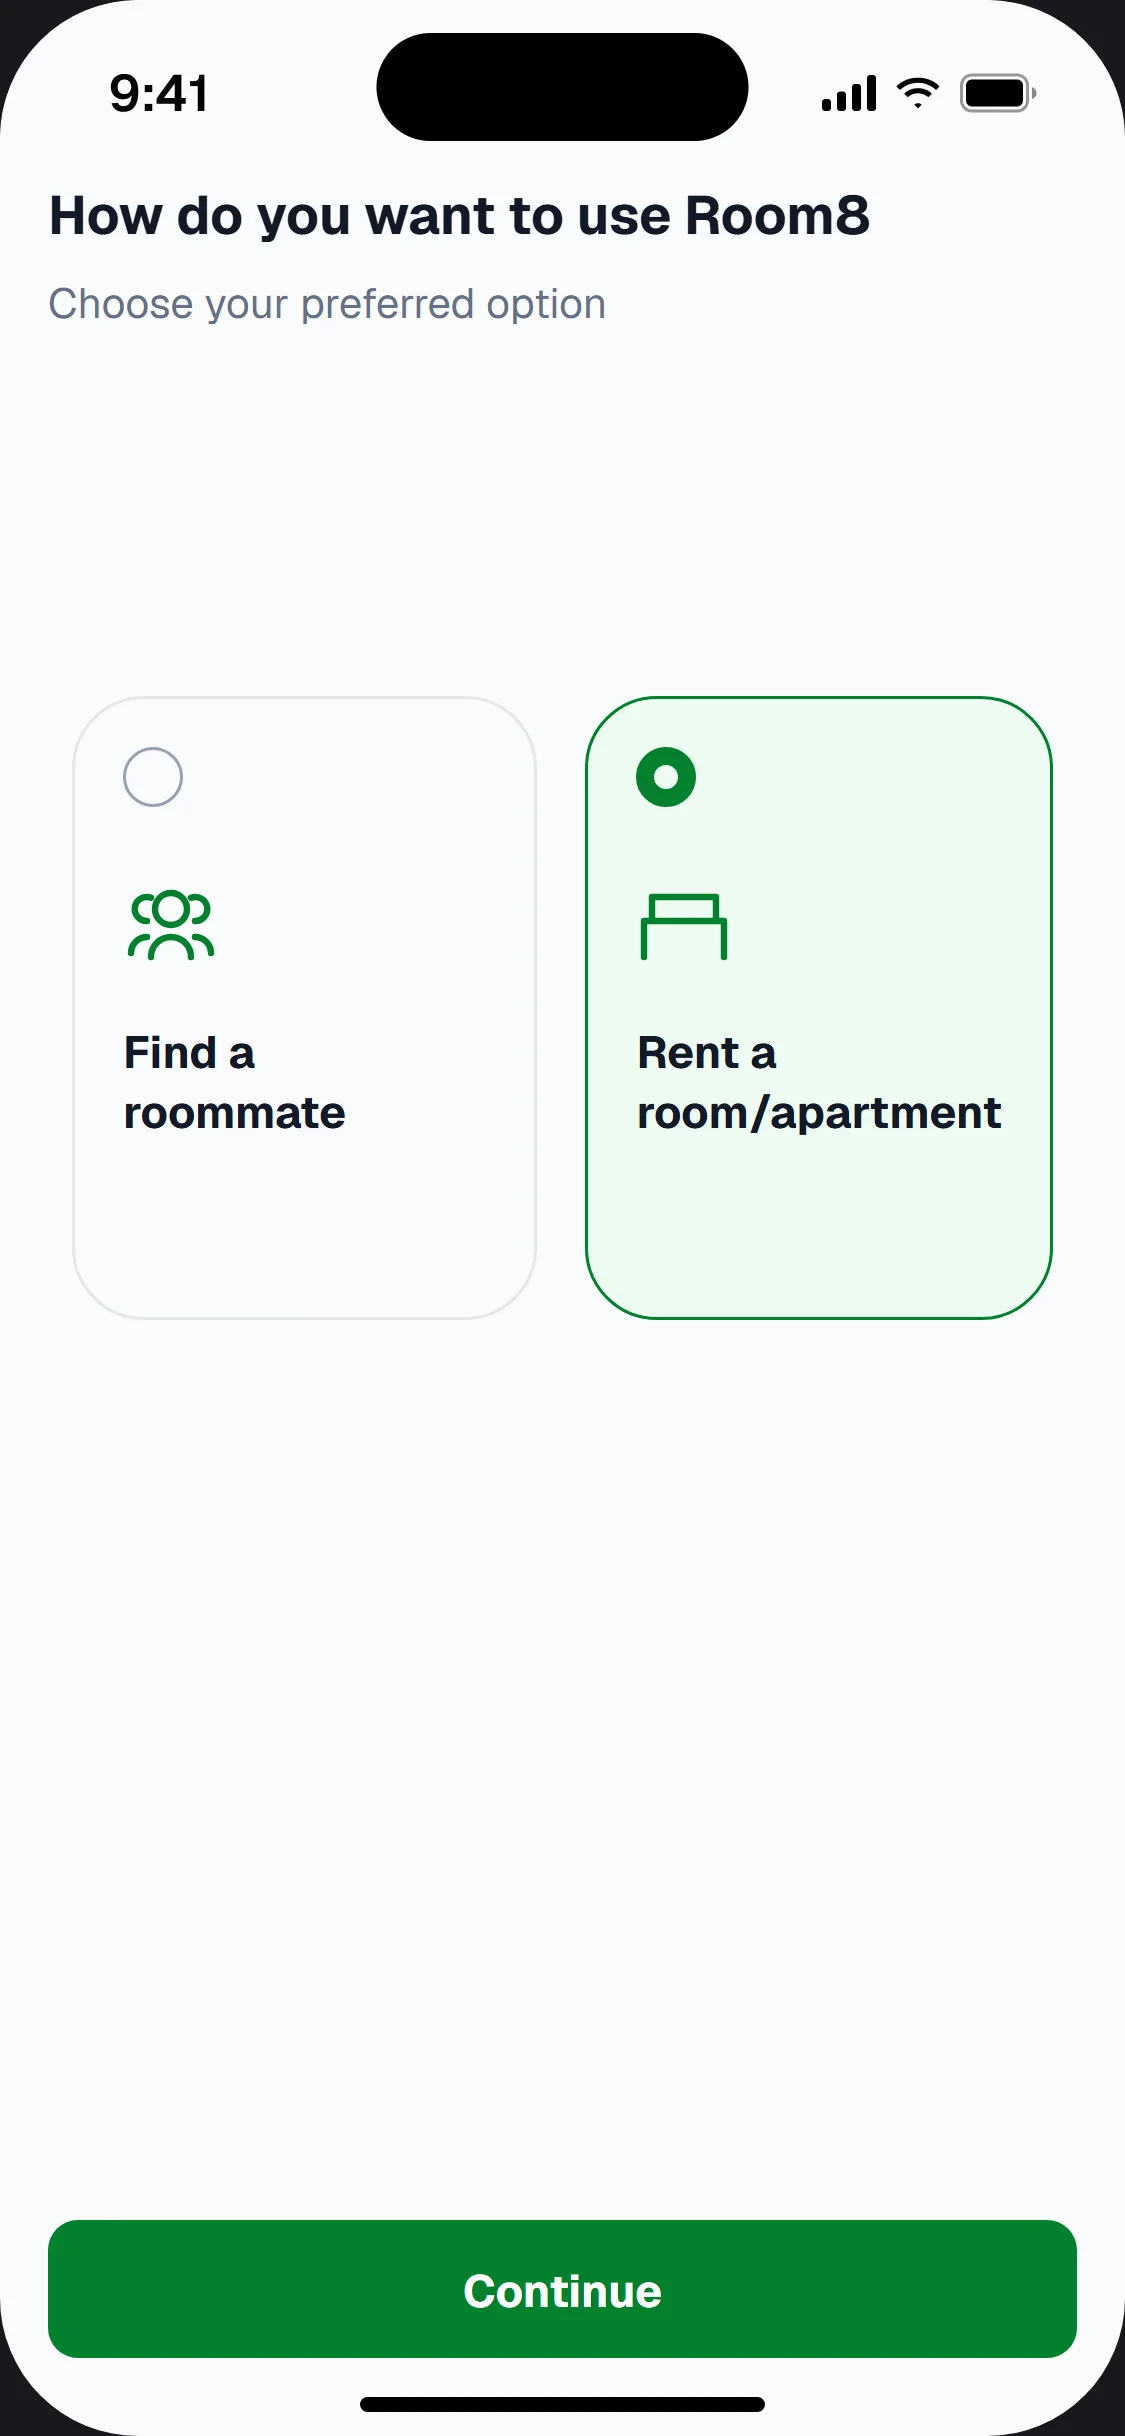 9:41
How do you want to use Room8
Choose your preferred option
Find a
roommate
Rent a
room/apartment
Continue